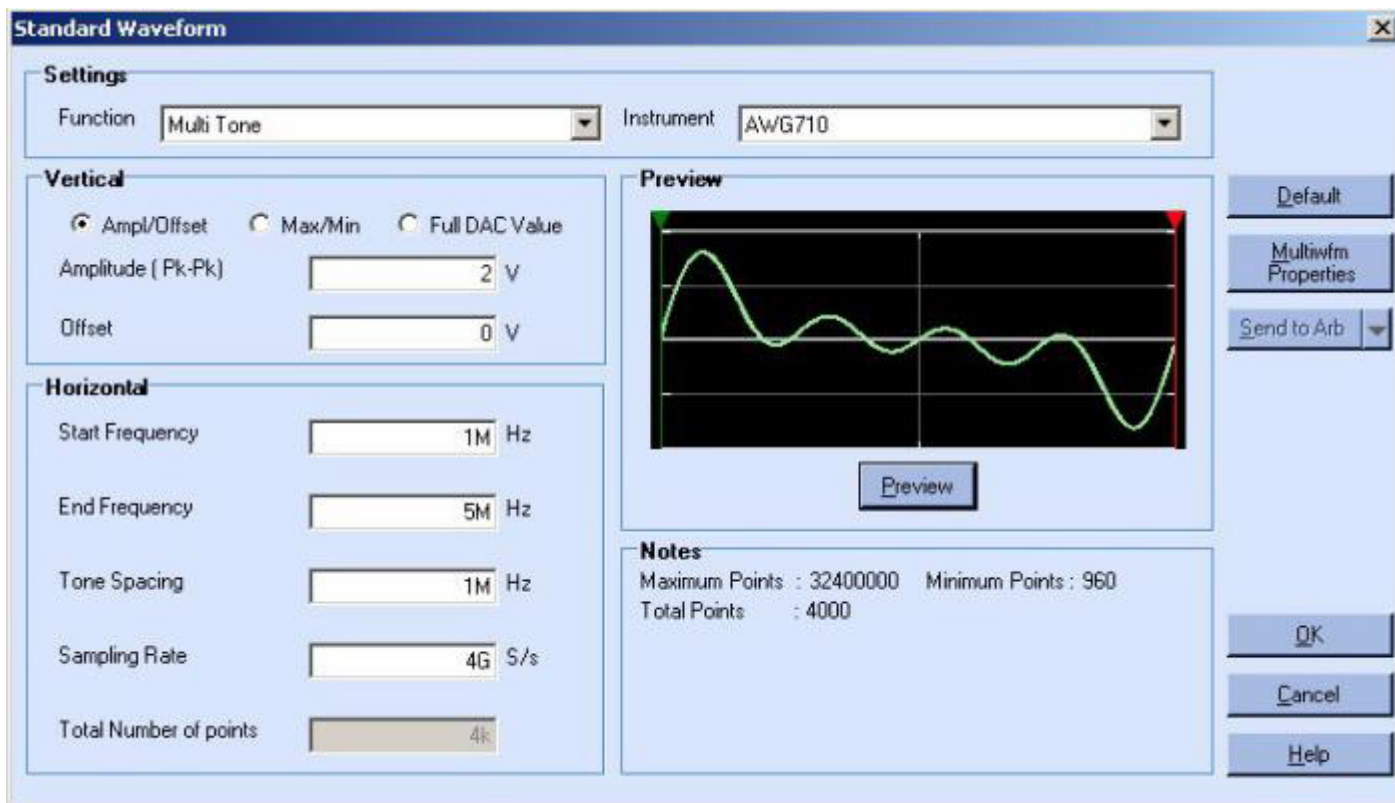 Standard Waveform
Settings
Function Multi Tone Instrument AWG710
Vertical
Ampl/Offset Max/Min Full DAC Value
Amplitude ( Pk-Pk) 2 V
Offset 0 V
Horizontal
Start Frequency 1M Hz
End Frequency 5M Hz
Tone Spacing 1M Hz
Sampling Rate 4G S/s
Total Number of points 4k
Preview
Preview
Notes
Maximum Points : 32400000 Minimum Points : 960
Total Points : 4000
Default
Multiwfm
Properties
Send to Arb
OK
Cancel
Help